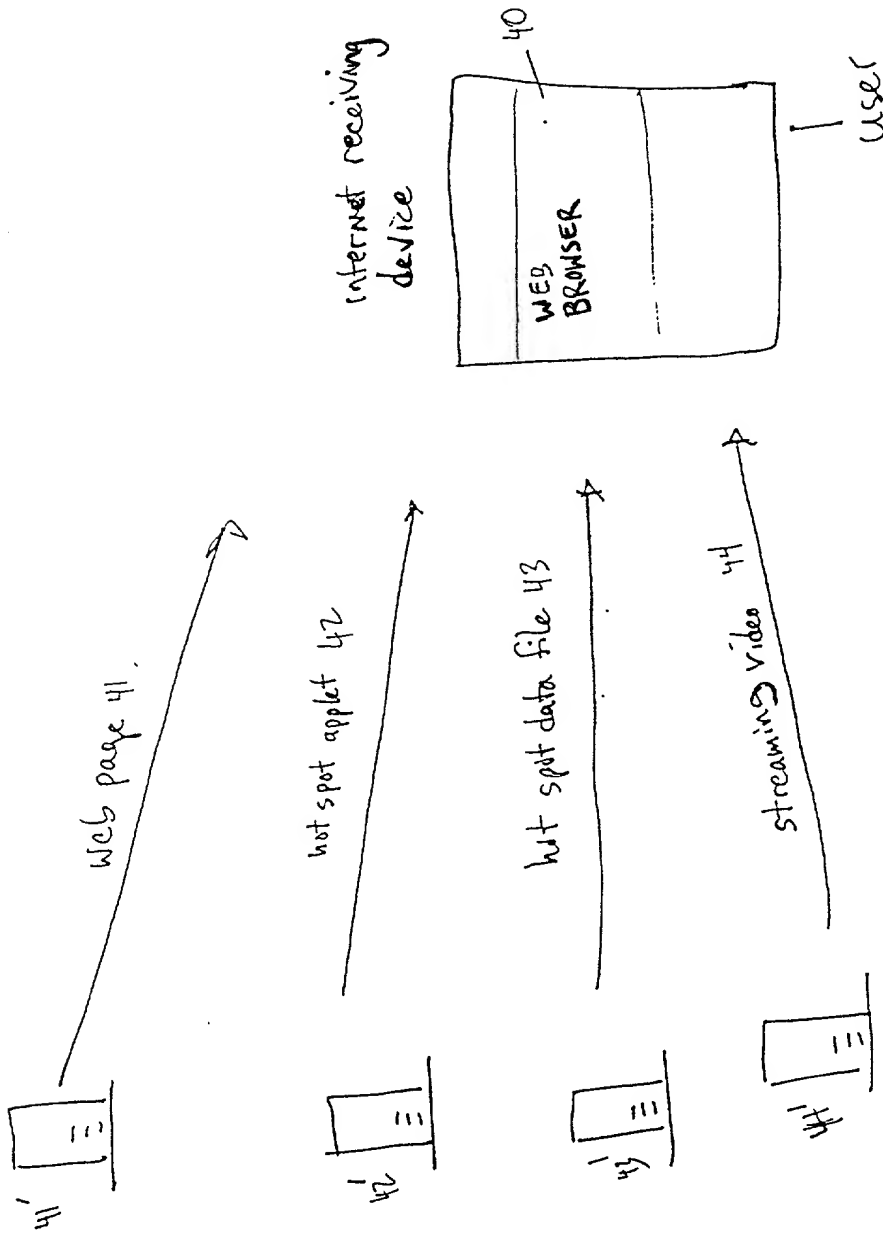 internet receiving
device
40
WEB
BROWSER
user
web page 41.
hot spot applet 42
hot spot data file 43
streaming video 44
41'
42'
43'
44'